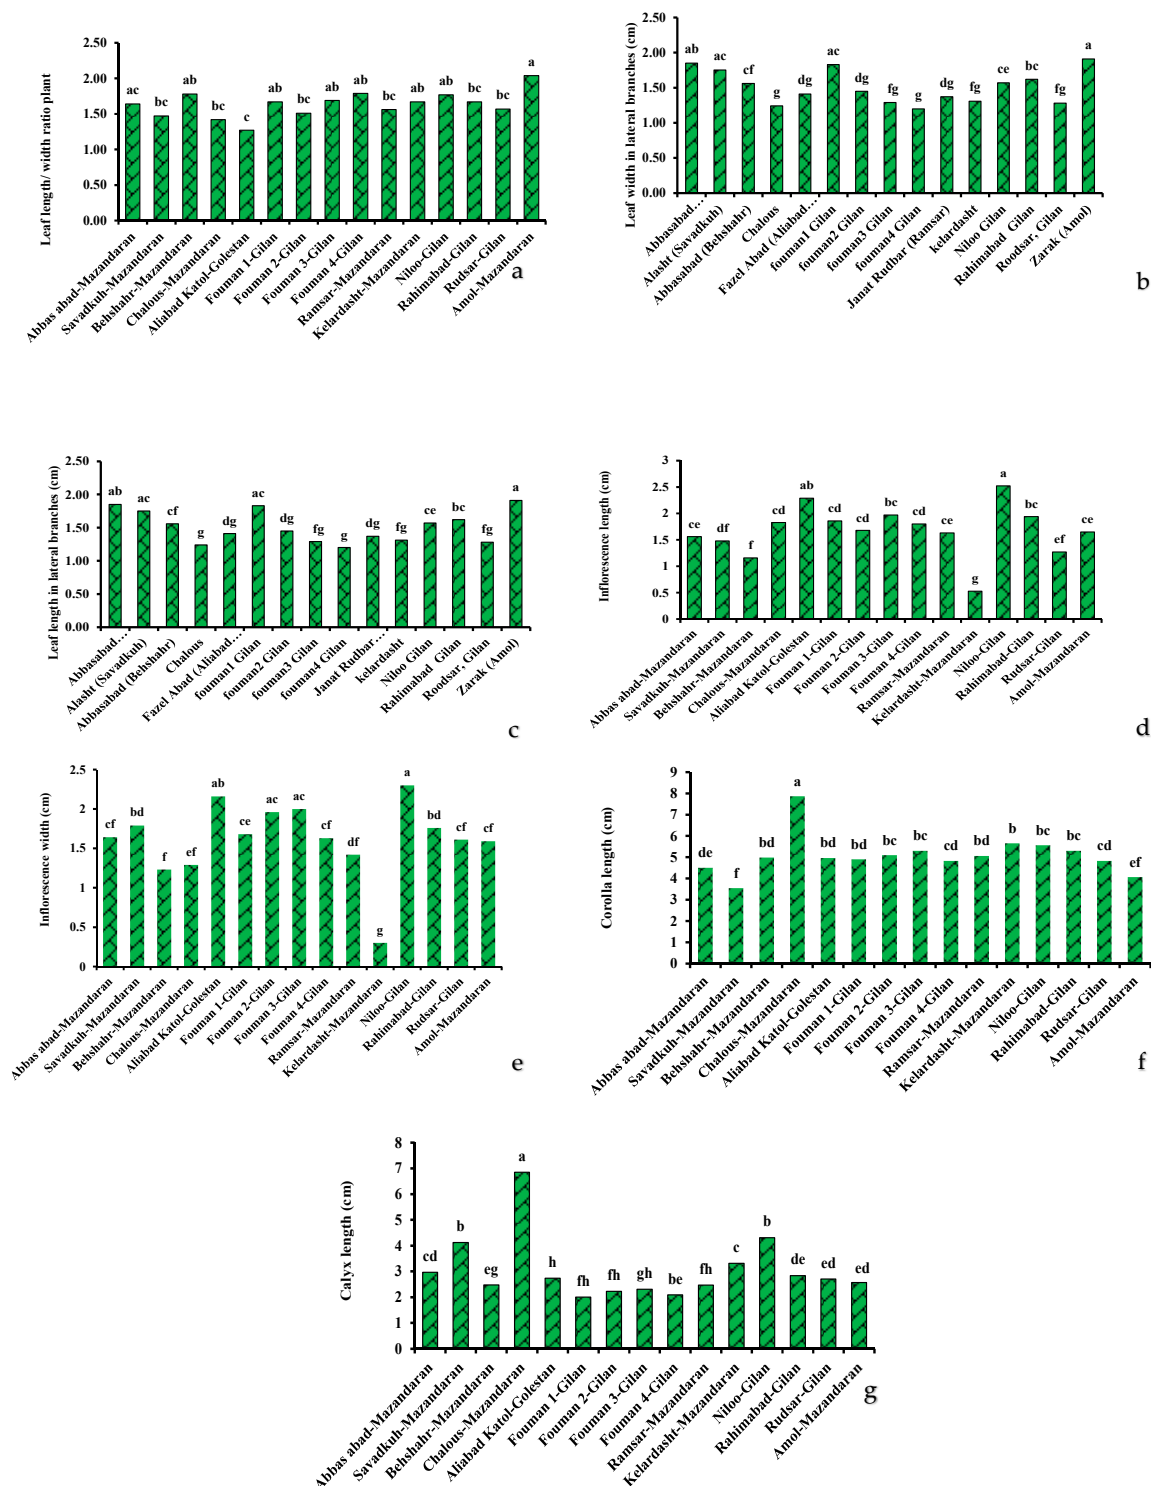 Leaf length/ width ratio plant
2.50
2.00
1.50
1.00
0.50
0.00
ac
bc
ab
bc
c
ab
bc
ab
ab
bc
ab
ab
bc
bc
a
Abbas abad-Mazandaran
Savadkuh-Mazandaran
Behshahr-Mazandaran
Chalous-Mazandaran
Aliabad Katol-Golestan
Fouman 1-Gilan
Fouman 2-Gilan
Fouman 3-Gilan
Fouman 4-Gilan
Ramsar-Mazandaran
Kelardasht-Mazandaran
Niloo-Gilan
Rahimabad-Gilan
Rudsar-Gilan
Amol-Mazandaran
a
Leaf width in lateral branches (cm)
2.50
2.00
1.50
1.00
0.50
0.00
ab
ac
cf
g
dg
ac
dg
fg
g
dg
fg
ce
bc
fg
a
Abbasabad…
Alasht (Savadkuh)
Abbasabad (Behshahr)
Chalous
Fazel Abad (Aliabad…
fouman1 Gilan
fouman2 Gilan
fouman3 Gilan
fouman4 Gilan
Janat Rudbar (Ramsar)
kelardasht
Niloo Gilan
Rahimabad Gilan
Roodsar, Gilan
Zarak (Amol)
b
Leaf length in lateral branches (cm)
2.50
2.00
1.50
1.00
0.50
0.00
ab
ac
cf
g
dg
ac
dg
fg
g
dg
fg
ce
bc
fg
a
Abbasabad…
Alasht (Savadkuh)
Abbasabad (Behshahr)
Chalous
Fazel Abad (Aliabad…
fouman1 Gilan
fouman2 Gilan
fouman3 Gilan
fouman4 Gilan
Janat Rudbar…
kelardasht
Niloo Gilan
Rahimabad Gilan
Roodsar, Gilan
Zarak (Amol)
c
Inflorescence length (cm)
3
2.5
2
1.5
1
0.5
0
ce
df
f
cd
ab
cd
cd
bc
cd
ce
g
a
bc
ef
ce
Abbas abad-Mazandaran
Savadkuh-Mazandaran
Behshahr-Mazandaran
Chalous-Mazandaran
Aliabad Katol-Golestan
Fouman 1-Gilan
Fouman 2-Gilan
Fouman 3-Gilan
Fouman 4-Gilan
Ramsar-Mazandaran
Kelardasht-Mazandaran
Niloo-Gilan
Rahimabad-Gilan
Rudsar-Gilan
Amol-Mazandaran
d
Inflorescence width (cm)
2.5
2
1.5
1
0.5
0
cf
bd
f
ef
ab
ce
ac
ac
cf
df
g
a
bd
cf
cf
Abbas abad-Mazandaran
Savadkuh-Mazandaran
Behshahr-Mazandaran
Chalous-Mazandaran
Aliabad Katol-Golestan
Fouman 1-Gilan
Fouman 2-Gilan
Fouman 3-Gilan
Fouman 4-Gilan
Ramsar-Mazandaran
Kelardasht-Mazandaran
Niloo-Gilan
Rahimabad-Gilan
Rudsar-Gilan
Amol-Mazandaran
e
Corolla length (cm)
9
8
7
6
5
4
3
2
1
0
de
f
bd
a
bd
bd
bc
bc
cd
bd
b
bc
bc
cd
ef
Abbas abad-Mazandaran
Savadkuh-Mazandaran
Behshahr-Mazandaran
Chalous-Mazandaran
Aliabad Katol-Golestan
Fouman 1-Gilan
Fouman 2-Gilan
Fouman 3-Gilan
Fouman 4-Gilan
Ramsar-Mazandaran
Kelardasht-Mazandaran
Niloo-Gilan
Rahimabad-Gilan
Rudsar-Gilan
Amol-Mazandaran
f
Calyx length (cm)
8
7
6
5
4
3
2
1
0
cd
b
eg
a
h
fh
fh
gh
be
fh
c
b
de
ed
ed
Abbas abad-Mazandaran
Savadkuh-Mazandaran
Behshahr-Mazandaran
Chalous-Mazandaran
Aliabad Katol-Golestan
Fouman 1-Gilan
Fouman 2-Gilan
Fouman 3-Gilan
Fouman 4-Gilan
Ramsar-Mazandaran
Kelardasht-Mazandaran
Niloo-Gilan
Rahimabad-Gilan
Rudsar-Gilan
Amol-Mazandaran
g